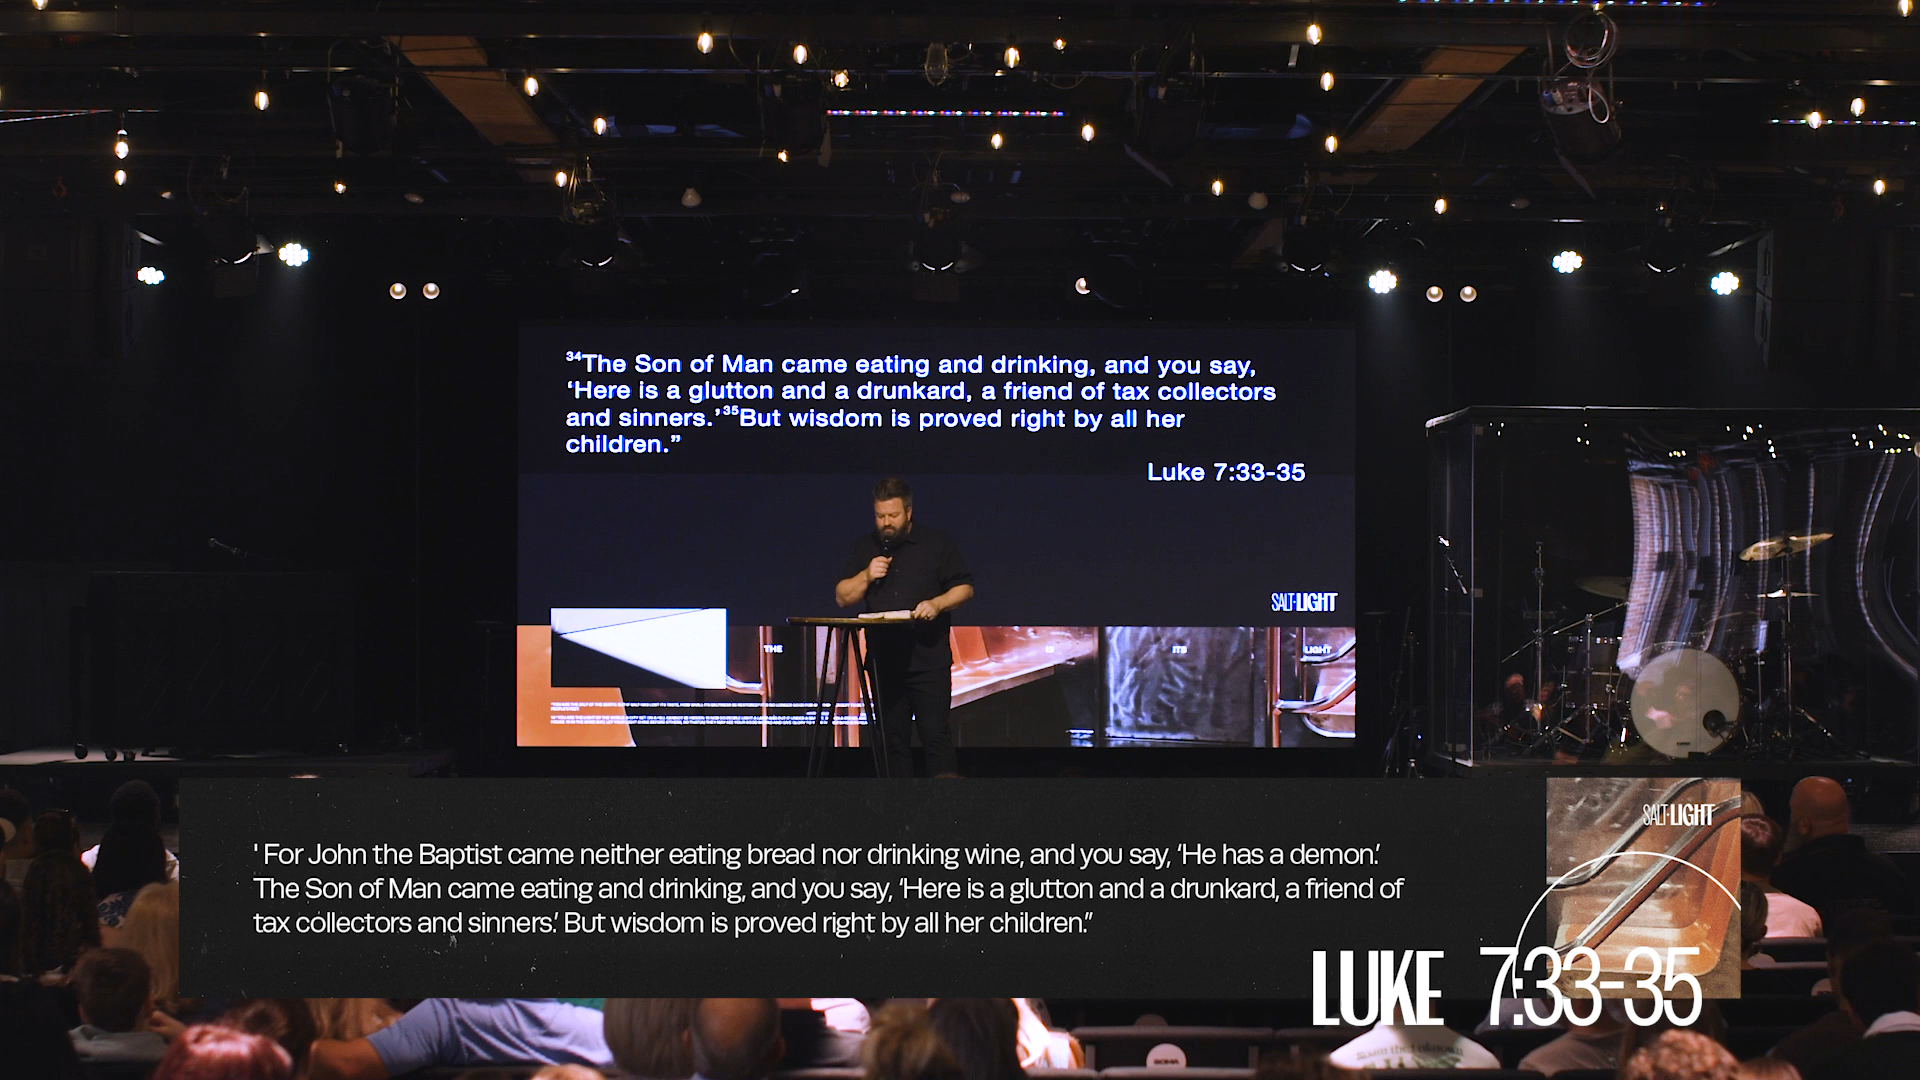 ³⁴The Son of Man came eating and drinking, and you say,
‘Here is a glutton and a drunkard, a friend of tax collectors
and sinners.’ ³⁵But wisdom is proved right by all her
children.”
Luke 7:33-35
SALT+LIGHT
THE
IS
ITS
LIGHT
SALT+LIGHT
' For John the Baptist came neither eating bread nor drinking wine, and you say, ‘He has a demon.’
The Son of Man came eating and drinking, and you say, ‘Here is a glutton and a drunkard, a friend of
tax collectors and sinners.’ But wisdom is proved right by all her children.”
LUKE 7:33-35